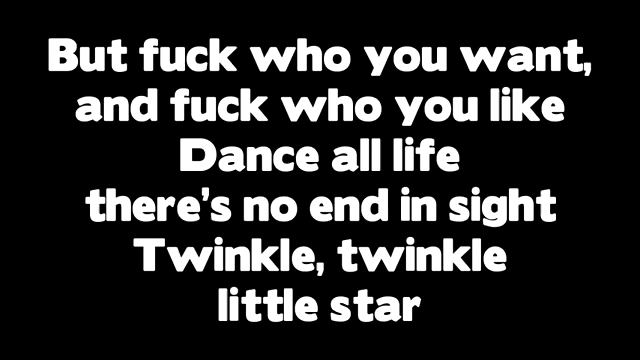 But fuck who you want,
and fuck who you like
Dance all life
there's no end in sight
Twinkle, twinkle
little star